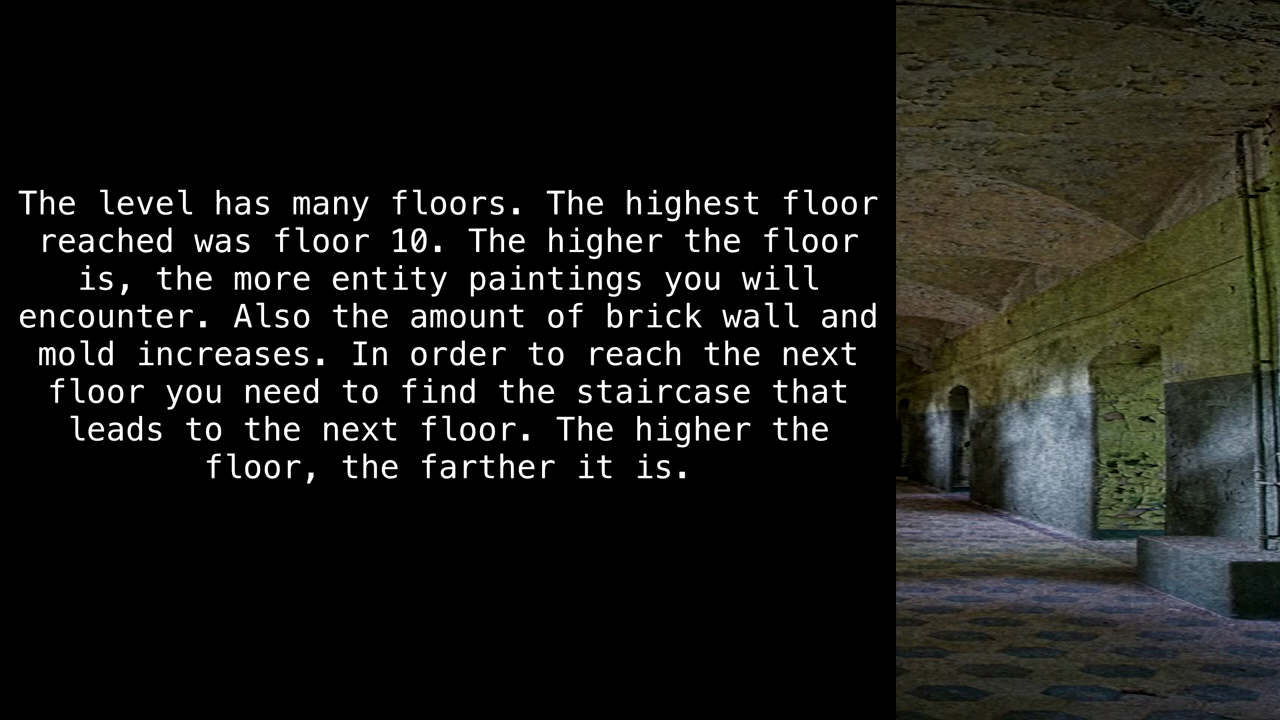 The level has many floors. The highest floor
reached was floor 10. The higher the floor
is, the more entity paintings you will
encounter. Also the amount of brick wall and
mold increases. In order to reach the next
floor you need to find the staircase that
leads to the next floor. The higher the
floor, the farther it is.